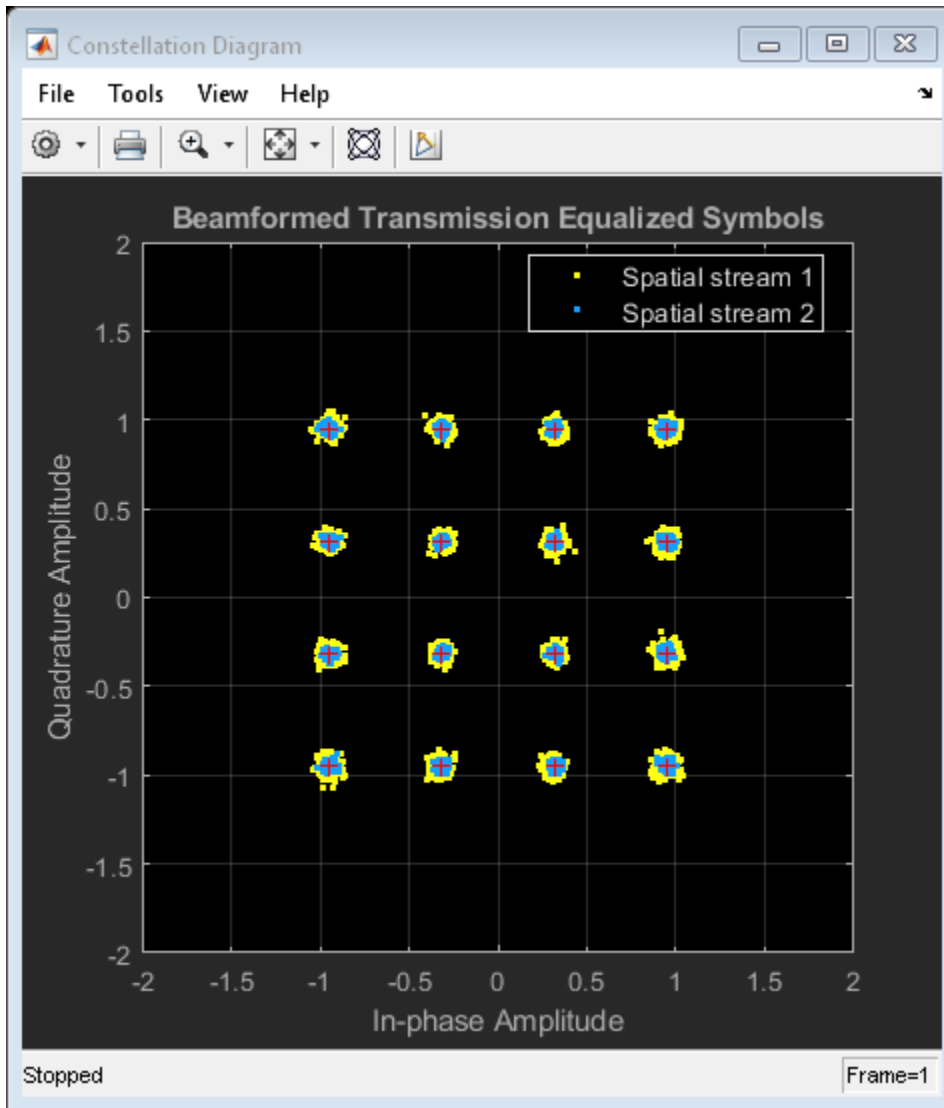 Constellation Diagram
File Tools View Help
Beamformed Transmission Equalized Symbols
Spatial stream 1
Spatial stream 2
2
1.5
1
0.5
0
-0.5
-1
-1.5
-2
Quadrature Amplitude
-2 -1.5 -1 -0.5 0 0.5 1 1.5 2
In-phase Amplitude
Stopped Frame=1